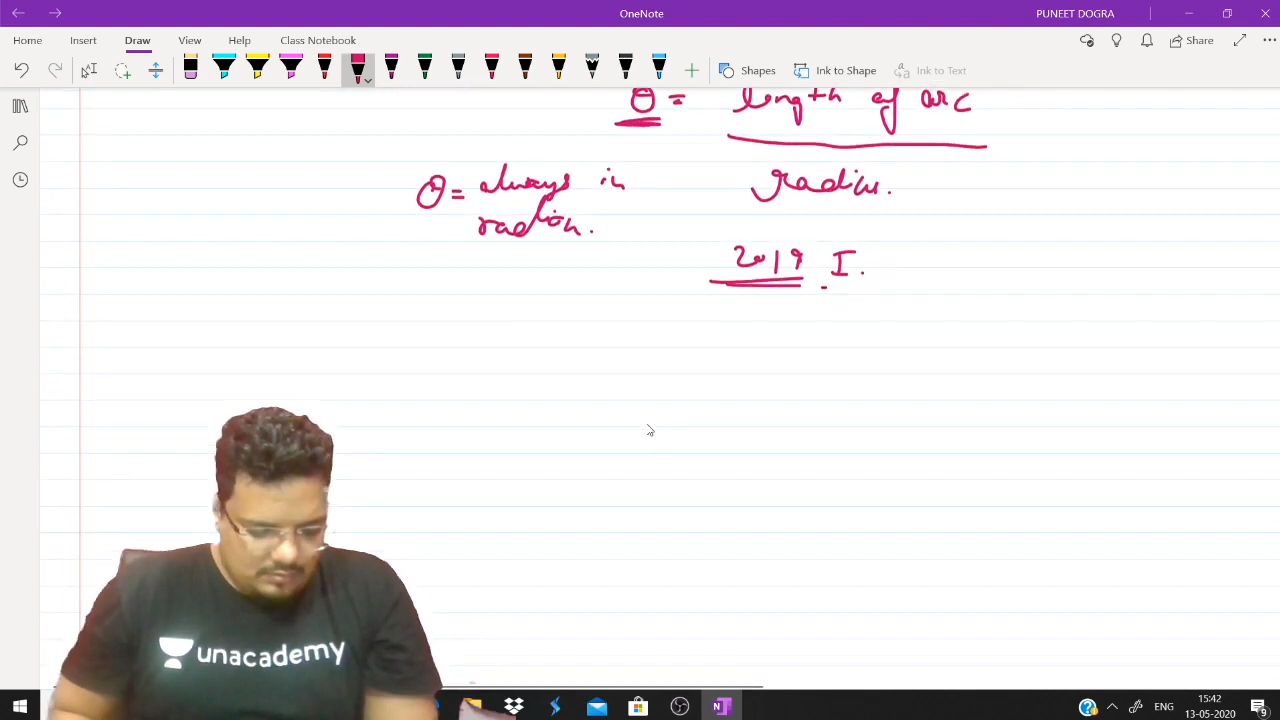 OneNote
PUNEET DOGRA
Home Insert Draw View Help Class Notebook
Share
Shapes Ink to Shape Ink to Text
θ = length of arc
radius.
θ = always in
radian.
2019 I.
unacademy
ENG
15:42
13-05-2020
9